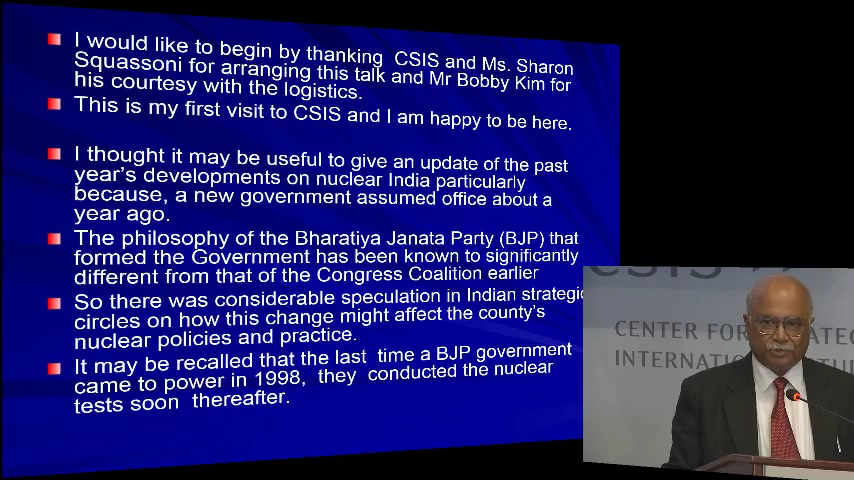 I would like to begin by thanking CSIS and Ms. Sharon
Squassoni for arranging this talk and Mr Bobby Kim for
his courtesy with the logistics.
This is my first visit to CSIS and I am happy to be here.
I thought it may be useful to give an update of the past
year's developments on nuclear India particularly
because, a new government assumed office about a
year ago.
The philosophy of the Bharatiya Janata Party (BJP) that
formed the Government has been known to significantly
different from that of the Congress Coalition earlier
So there was considerable speculation in Indian strategic
circles on how this change might affect the county's
nuclear policies and practice.
It may be recalled that the last time a BJP government
came to power in 1998, they conducted the nuclear
tests soon thereafter.
CSIS
CENTER FOR
INTERNATIONAL